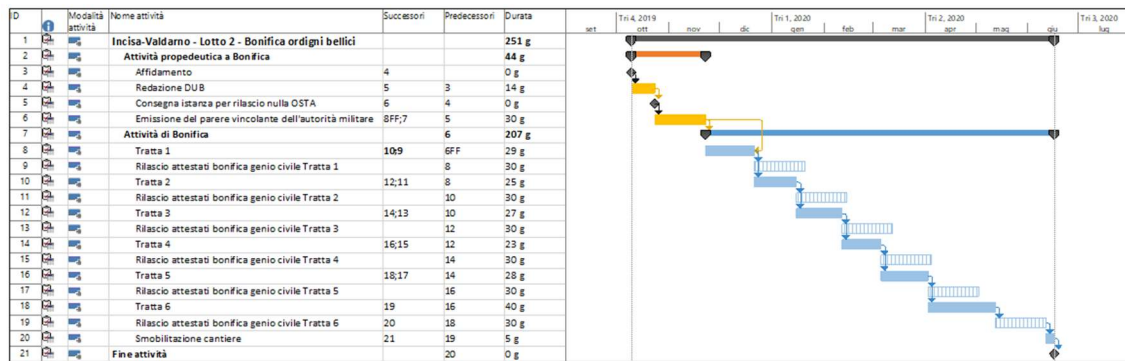 ID Modalità attività Nome attività Successori Predecessori Durata
Tri 4, 2019 Tri 1, 2020 Tri 2, 2020 Tri 3, 2020
set ott nov dic gen feb mar apr mag giu lug
1 Incisa-Valdarno - Lotto 2 - Bonifica ordigni bellici 251 g
2 Attività propedeutica a Bonifica 44 g
3 Affidamento 4 0 g
4 Redazione DUB 5 3 14 g
5 Consegna istanza per rilascio nulla OSTA 6 4 0 g
6 Emissione del parere vincolante dell'autorità militare 8FF;7 5 30 g
7 Attività di Bonifica 6 207 g
8 Tratta 1 10;9 6FF 29 g
9 Rilascio attestati bonifica genio civile Tratta 1 8 30 g
10 Tratta 2 12;11 8 25 g
11 Rilascio attestati bonifica genio civile Tratta 2 10 30 g
12 Tratta 3 14;13 10 27 g
13 Rilascio attestati bonifica genio civile Tratta 3 12 30 g
14 Tratta 4 16;15 12 23 g
15 Rilascio attestati bonifica genio civile Tratta 4 14 30 g
16 Tratta 5 18;17 14 28 g
17 Rilascio attestati bonifica genio civile Tratta 5 16 30 g
18 Tratta 6 19 16 40 g
19 Rilascio attestati bonifica genio civile Tratta 6 20 18 30 g
20 Smobilitazione cantiere 21 19 5 g
21 Fine attività 20 0 g